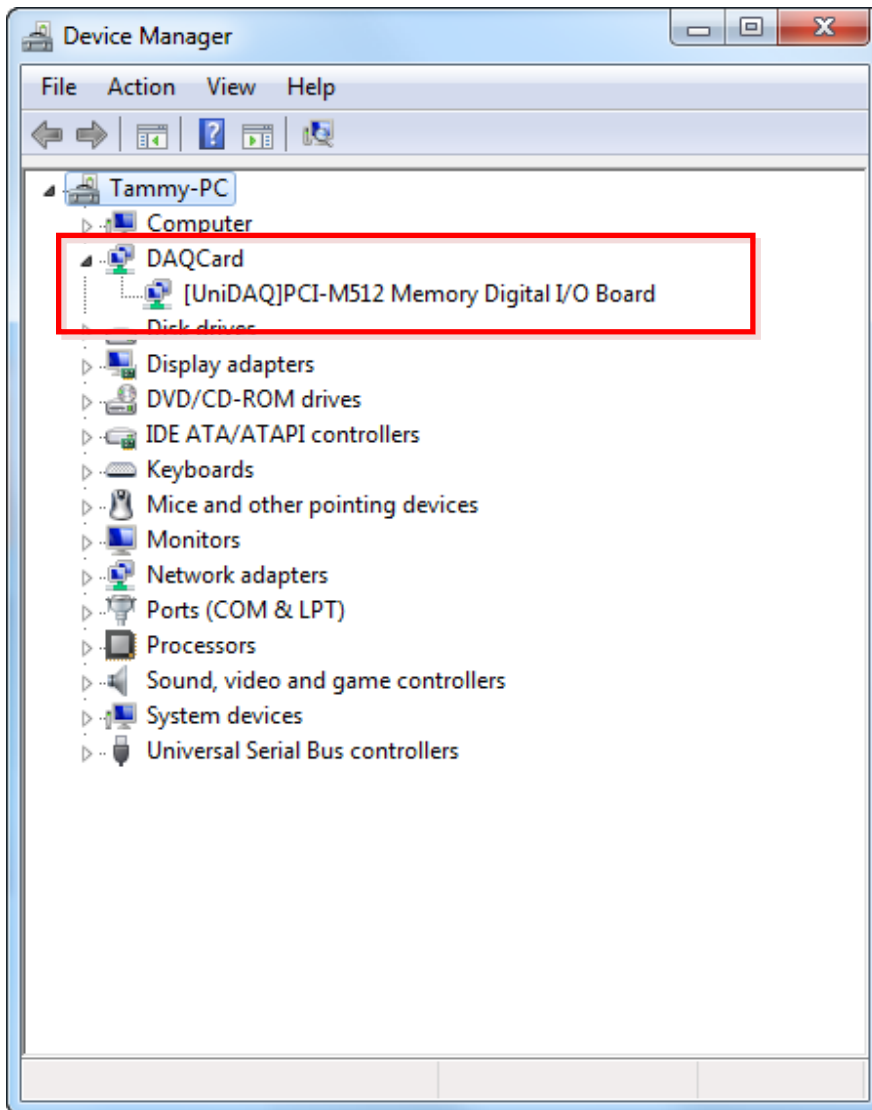 Device Manager
File Action View Help
Tammy-PC
Computer
DAQCard
[UniDAQ]PCI-M512 Memory Digital I/O Board
Disk drives
Display adapters
DVD/CD-ROM drives
IDE ATA/ATAPI controllers
Keyboards
Mice and other pointing devices
Monitors
Network adapters
Ports (COM & LPT)
Processors
Sound, video and game controllers
System devices
Universal Serial Bus controllers